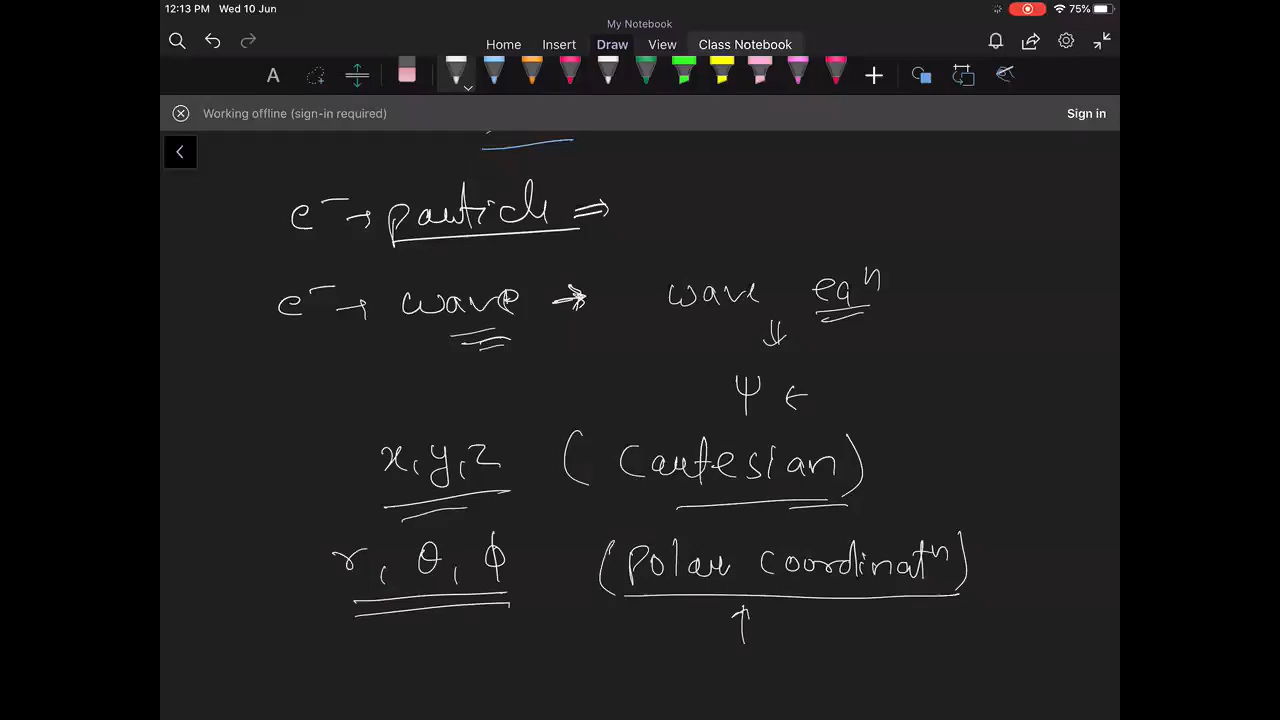 12:13 PM Wed 10 Jun
75%
My Notebook
Home Insert Draw View Class Notebook
A
Working offline (sign-in required)
Sign in
e⁻ → particle ⇒
e⁻ → wave → wave eqⁿ
⇓
Ψ ←
x, y, z (Cartesian)
r, θ, ϕ (Polar coordinatⁿ)
↑